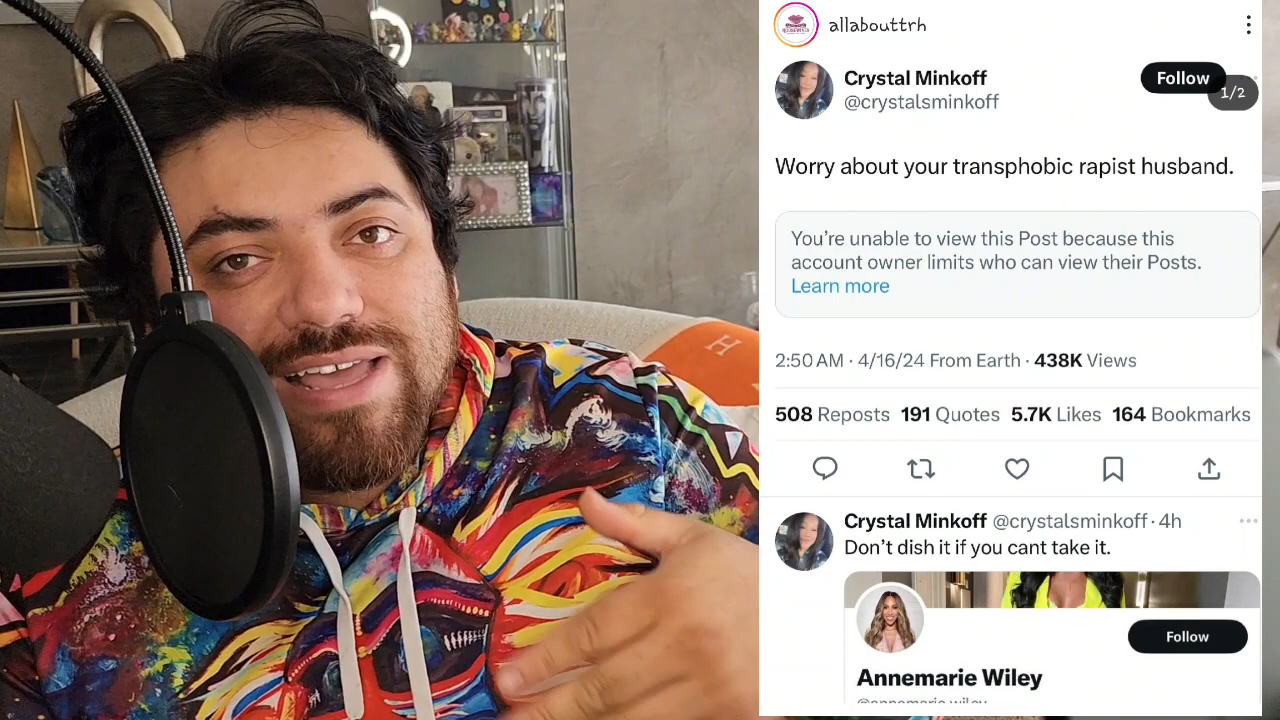 allabouttrh
Crystal Minkoff
@crystalsminkoff
Follow
1/2
Worry about your transphobic rapist husband.
You’re unable to view this Post because this
account owner limits who can view their Posts.
Learn more
2:50 AM · 4/16/24 From Earth · 438K Views
508 Reposts 191 Quotes 5.7K Likes 164 Bookmarks
Crystal Minkoff @crystalsminkoff · 4h
Don’t dish it if you cant take it.
Follow
Annemarie Wiley
H